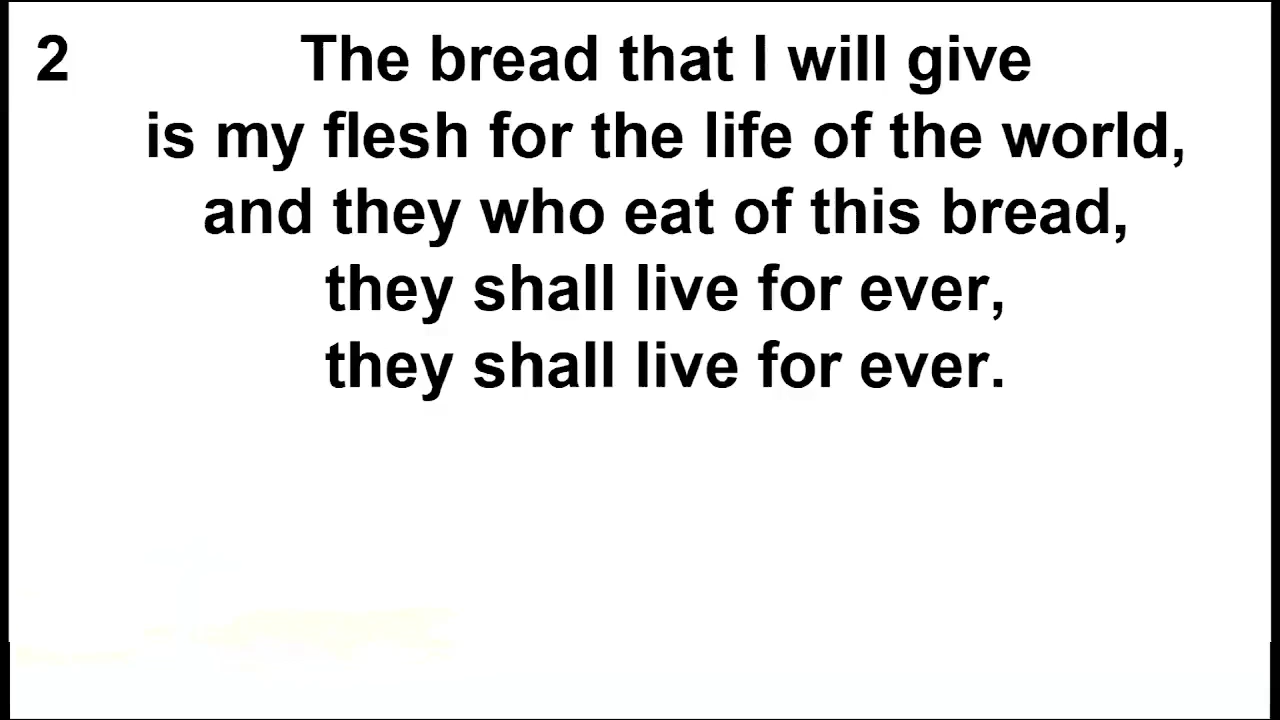 2 The bread that I will give
is my flesh for the life of the world,
and they who eat of this bread,
they shall live for ever,
they shall live for ever.